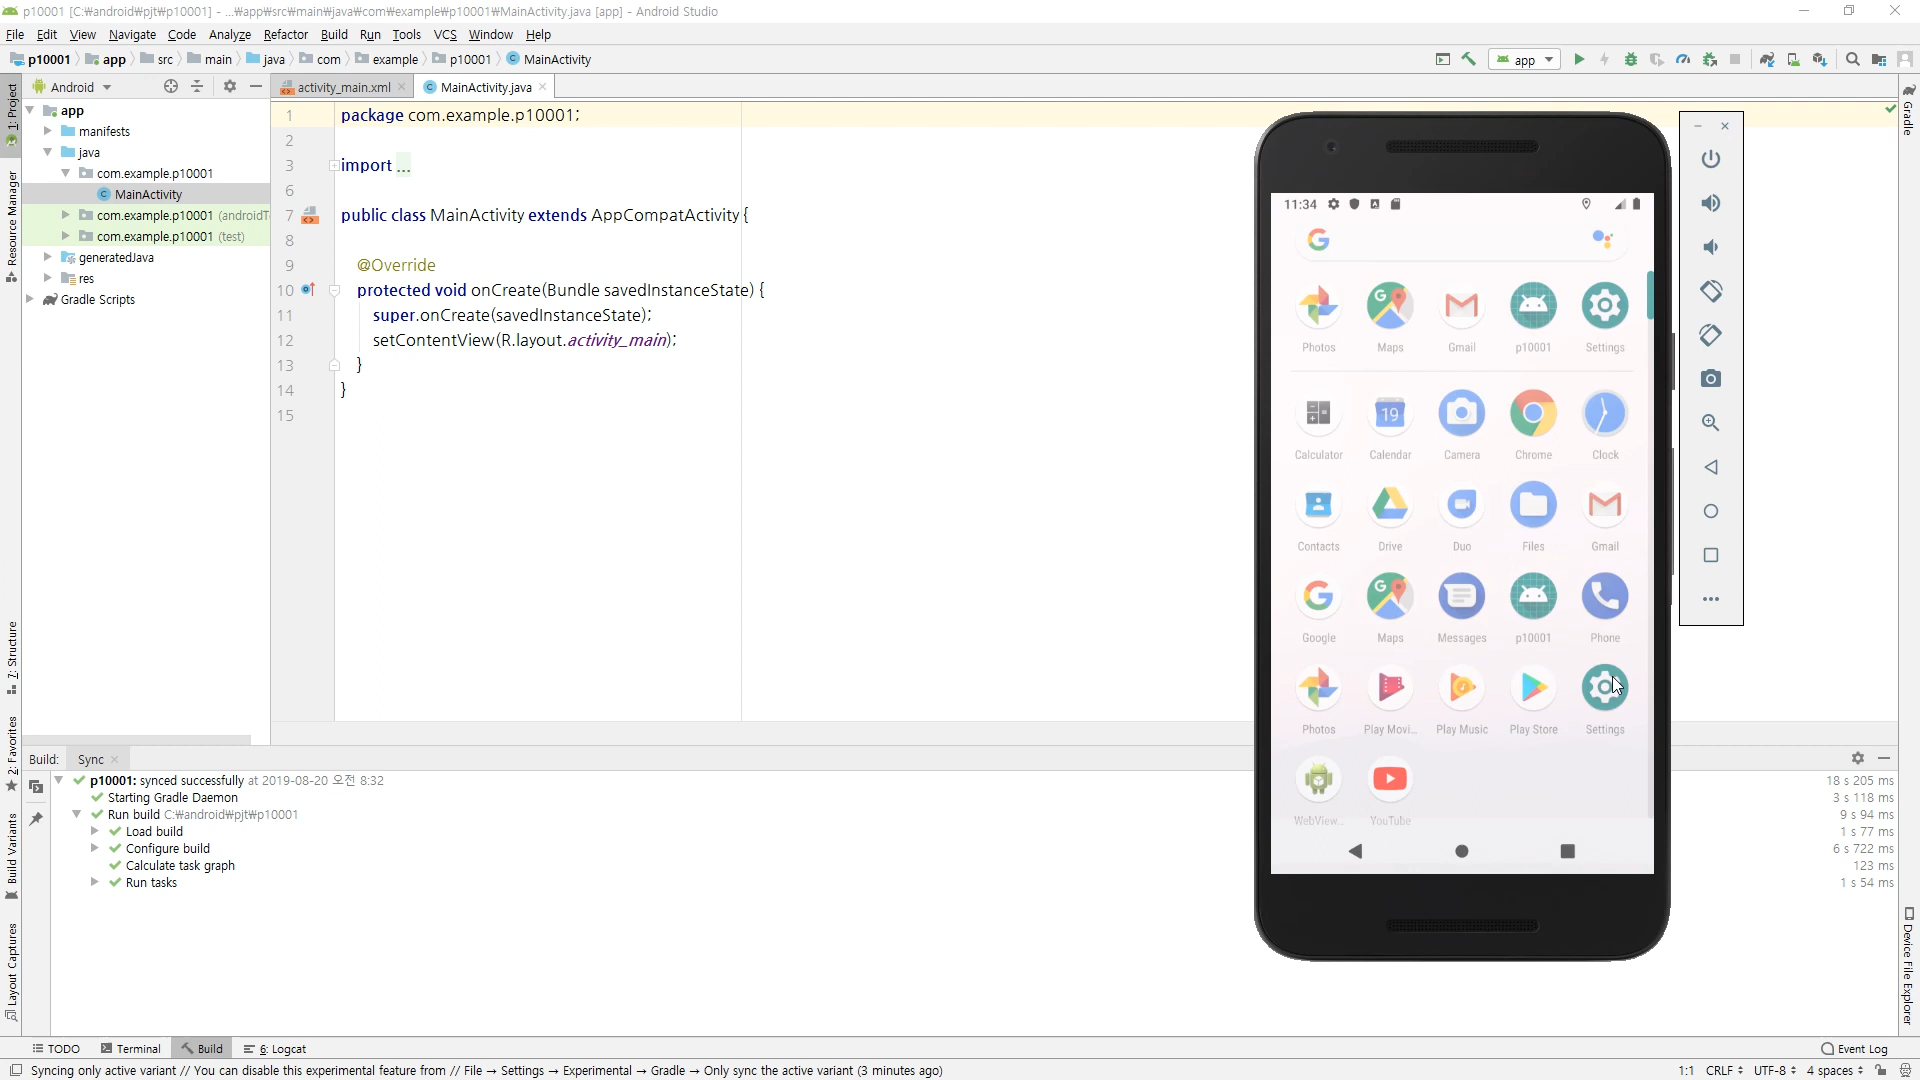 p10001 [C:₩android₩pjt₩p10001] - ...₩app₩src₩main₩java₩com₩example₩p10001₩MainActivity.java [app] - Android Studio
File Edit View Navigate Code Analyze Refactor Build Run Tools VCS Window Help
p10001 app src main java com example p10001 MainActivity
app
Android
activity_main.xml
MainActivity.java
1: Project
Resource Manager
7: Structure
2: Favorites
Build Variants
Layout Captures
Gradle
Device File Explorer
app
manifests
java
com.example.p10001
MainActivity
com.example.p10001 (androidT
com.example.p10001 (test)
generatedJava
res
Gradle Scripts
1 package com.example.p10001;
2
3 import ...
6
7 public class MainActivity extends AppCompatActivity {
8
9 @Override
10 protected void onCreate(Bundle savedInstanceState) {
11 super.onCreate(savedInstanceState);
12 setContentView(R.layout.activity_main);
13 }
14 }
15
11:34
Photos Maps Gmail p10001 Settings
19
Calculator Calendar Camera Chrome Clock
Contacts Drive Duo Files Gmail
Google Maps Messages p10001 Phone
Photos Play Movi... Play Music Play Store Settings
WebView... YouTube
Build: Sync
p10001: synced successfully at 2019-08-20 오전 8:32 18 s 205 ms
Starting Gradle Daemon 3 s 118 ms
Run build C:₩android₩pjt₩p10001 9 s 94 ms
Load build 1 s 77 ms
Configure build 6 s 722 ms
Calculate task graph 123 ms
Run tasks 1 s 54 ms
TODO Terminal Build 6: Logcat Event Log
Syncing only active variant // You can disable this experimental feature from // File → Settings → Experimental → Gradle → Only sync the active variant (3 minutes ago) 1:1 CRLF UTF-8 4 spaces